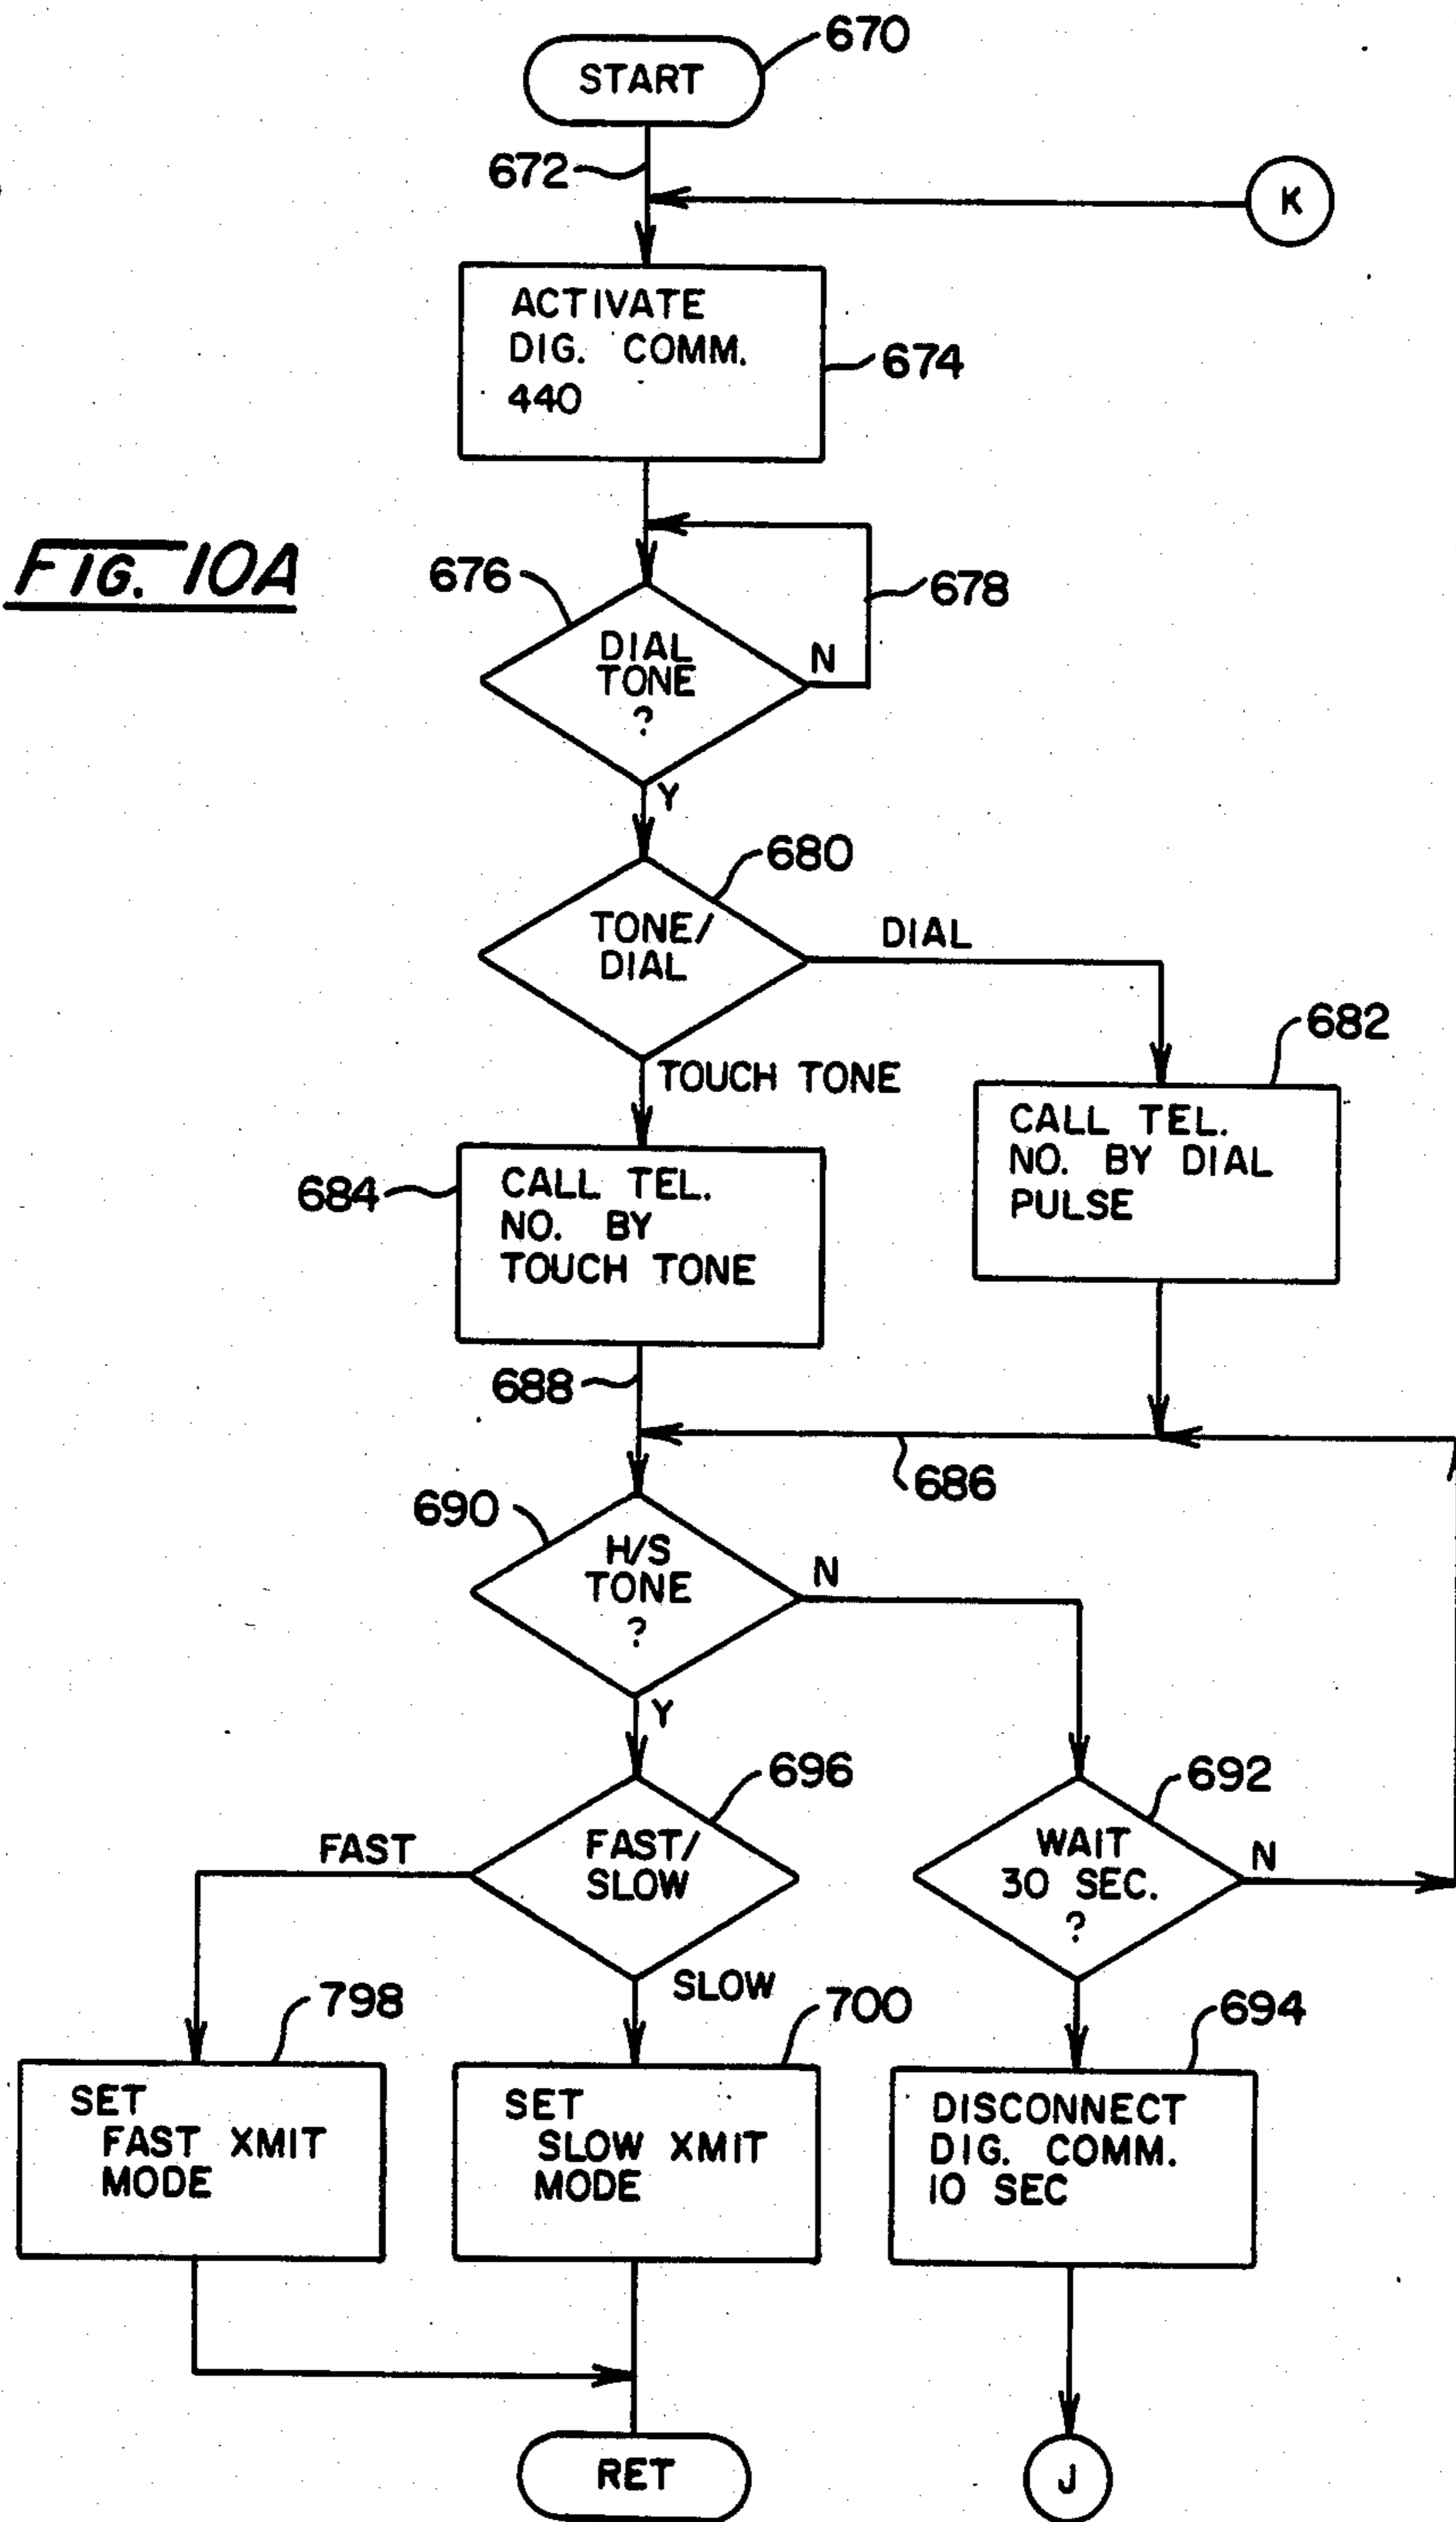 670
START
672
K
ACTIVATE
DIG. COMM.
440
674
FIG. 10A
676
678
DIAL
TONE
?
N
Y
680
TONE/
DIAL
DIAL
682
TOUCH TONE
CALL TEL.
NO. BY DIAL
PULSE
684
CALL TEL.
NO. BY
TOUCH TONE
688
686
690
H/S
TONE
?
N
Y
696
692
FAST
FAST/
SLOW
WAIT
30 SEC.
?
N
SLOW
798
700
694
SET
FAST XMIT
MODE
SET
SLOW XMIT
MODE
DISCONNECT
DIG. COMM.
10 SEC
RET
J